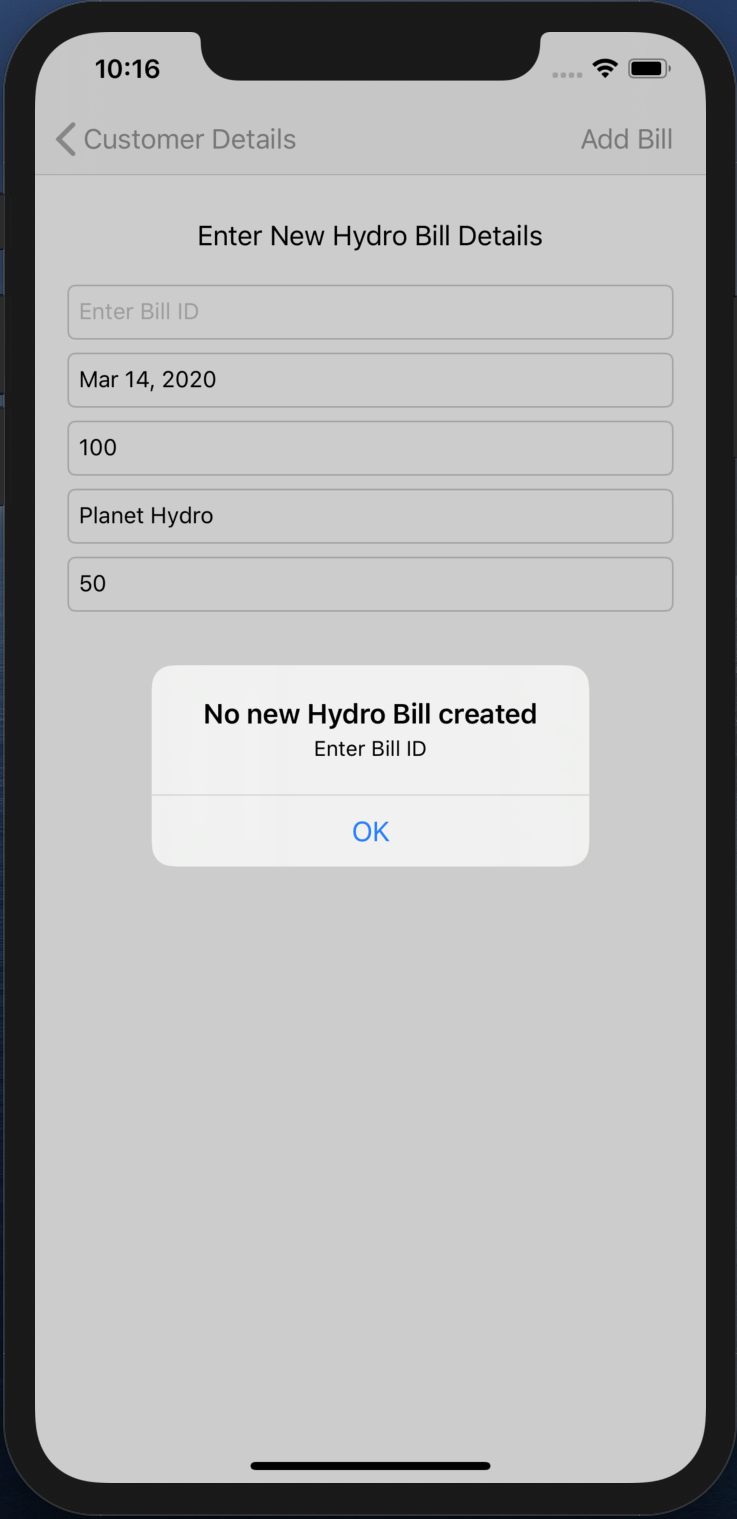 10:16
Customer Details Add Bill
Enter New Hydro Bill Details
Enter Bill ID
Mar 14, 2020
100
Planet Hydro
50
No new Hydro Bill created
Enter Bill ID
OK